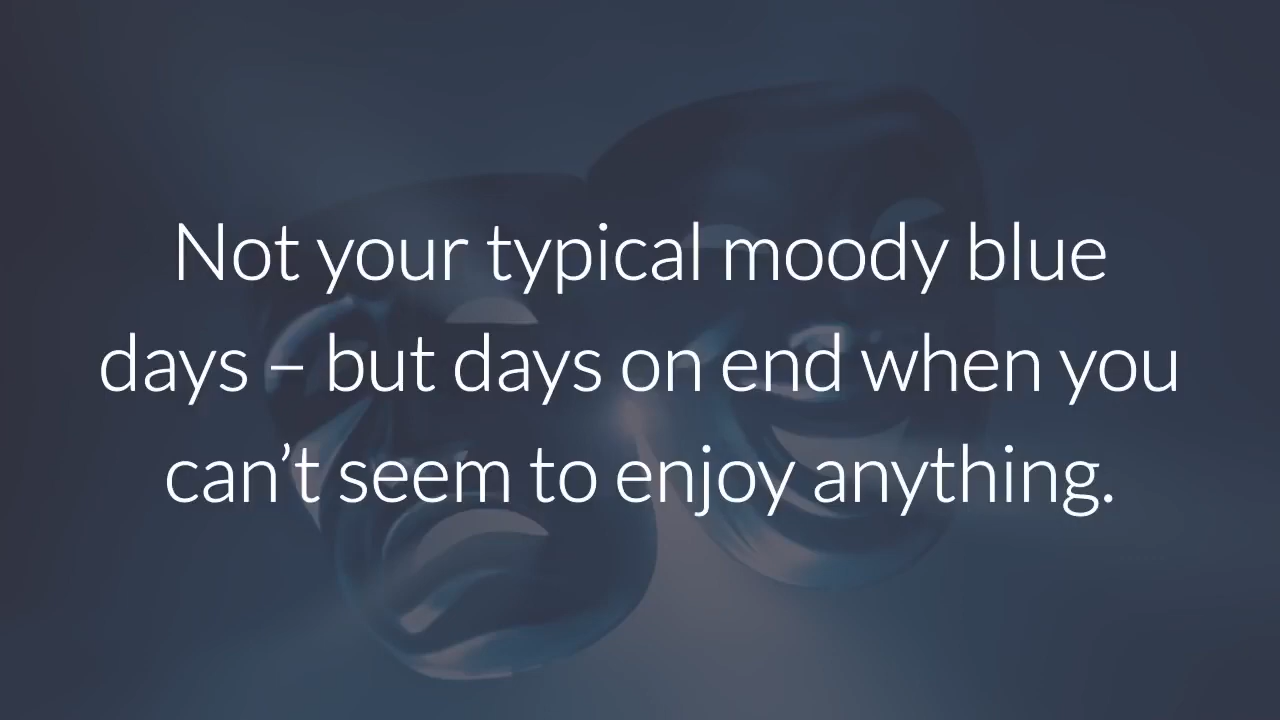 Not your typical moody blue
days – but days on end when you
can’t seem to enjoy anything.